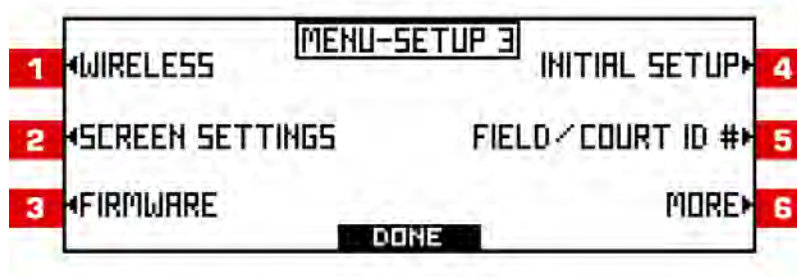 MENU-SETUP 3
1 WIRELESS INITIAL SETUP 4
2 SCREEN SETTINGS FIELD/COURT ID # 5
3 FIRMWARE MORE 6
DONE